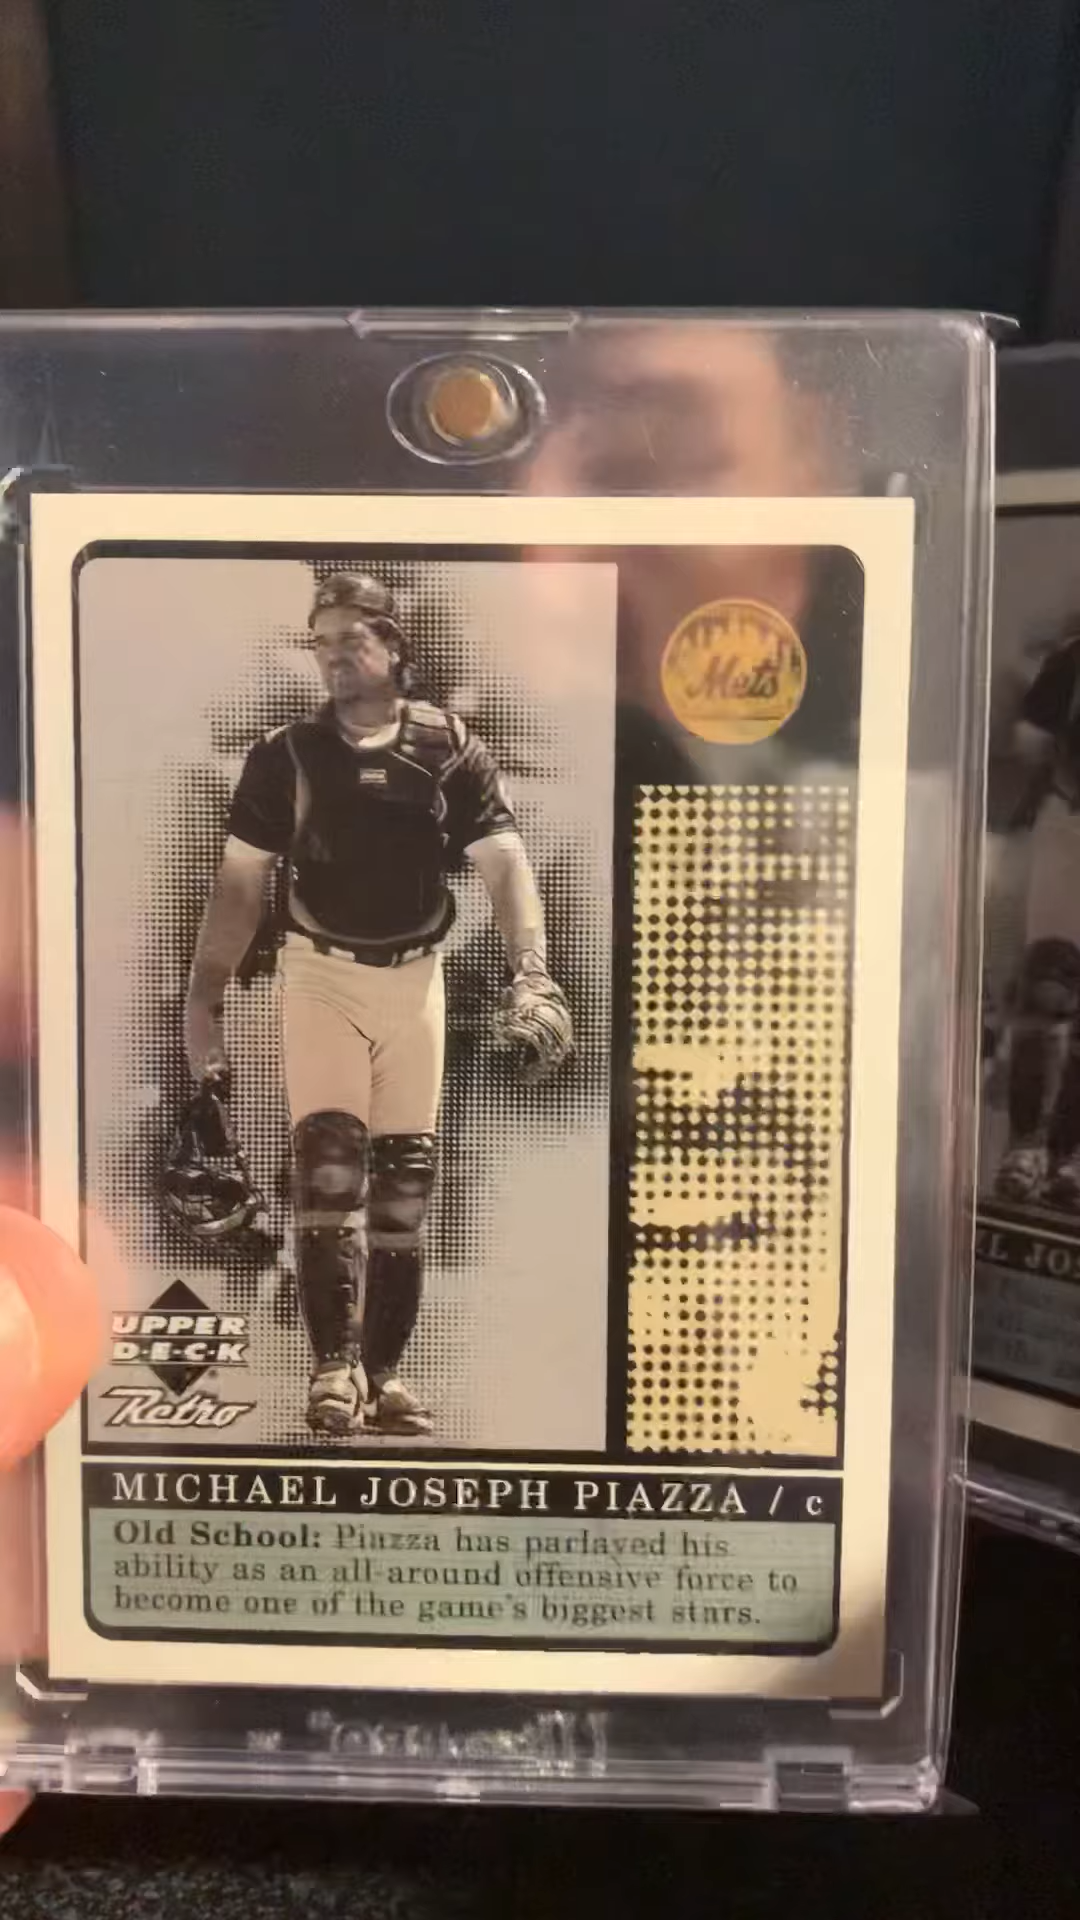 Mets
UPPER
D·E·C·K
Retro
MICHAEL JOSEPH PIAZZA / c
Old School: Piazza has parlayed his
ability as an all-around offensive force to
become one of the game's biggest stars.